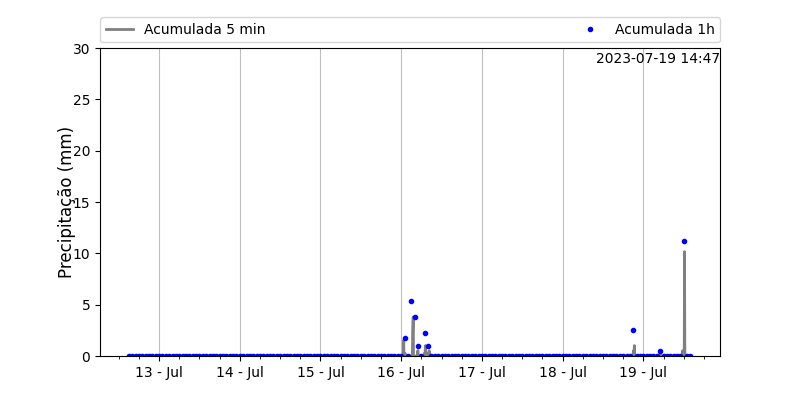 Acumulada 5 min
Acumulada 1h
2023-07-19 14:47
Precipitação (mm)
30
25
20
15
10
5
0
13 - Jul
14 - Jul
15 - Jul
16 - Jul
17 - Jul
18 - Jul
19 - Jul